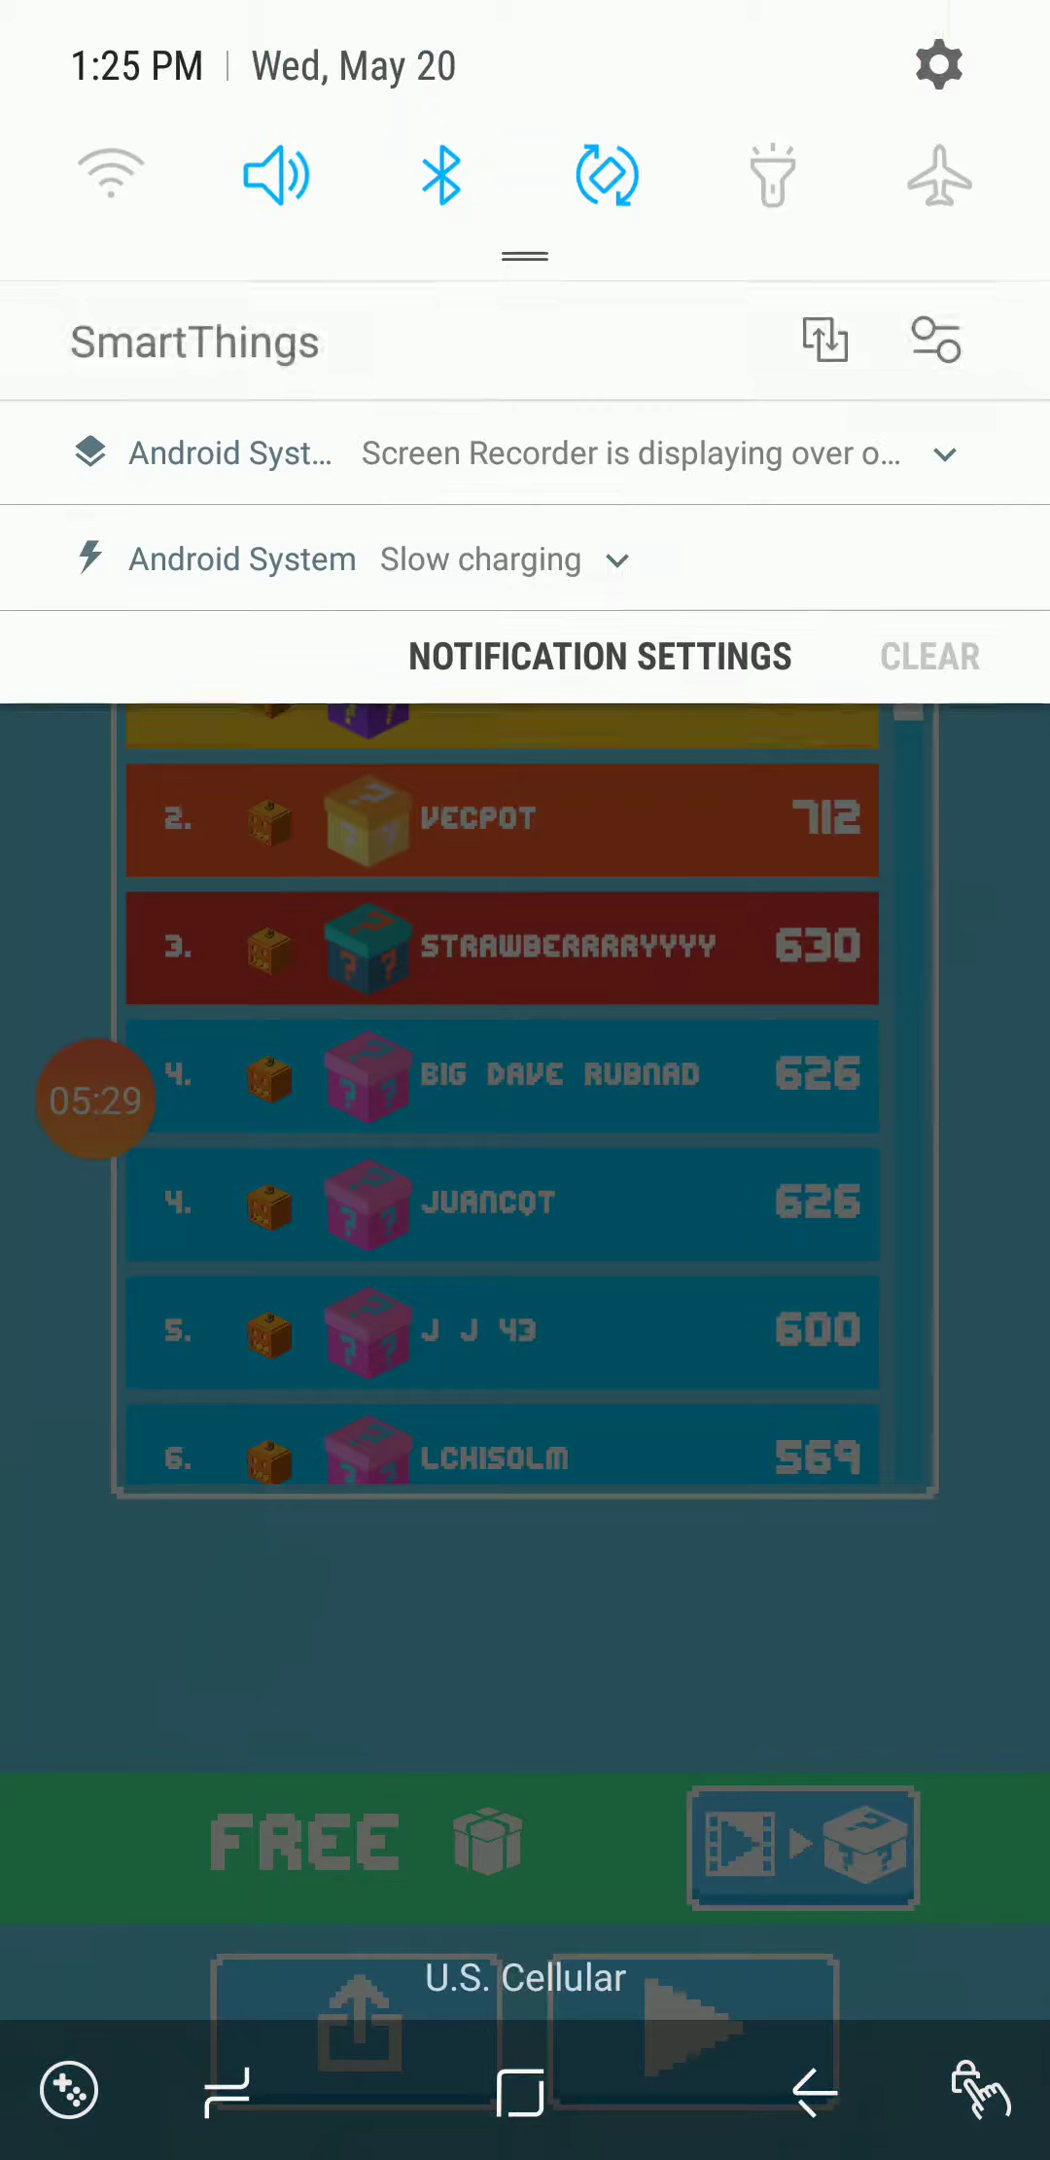 1:25 PM | Wed, May 20
SmartThings
Android Syst... Screen Recorder is displaying over o...
Android System Slow charging
NOTIFICATION SETTINGS CLEAR
2. VECPOT 712
3. STRAWBERRRRYYYY 630
05:29
4. BIG DAVE RUBNAD 626
4. JUANCQT 626
5. J J 43 600
6. LCHISOLM 569
FREE
U.S. Cellular